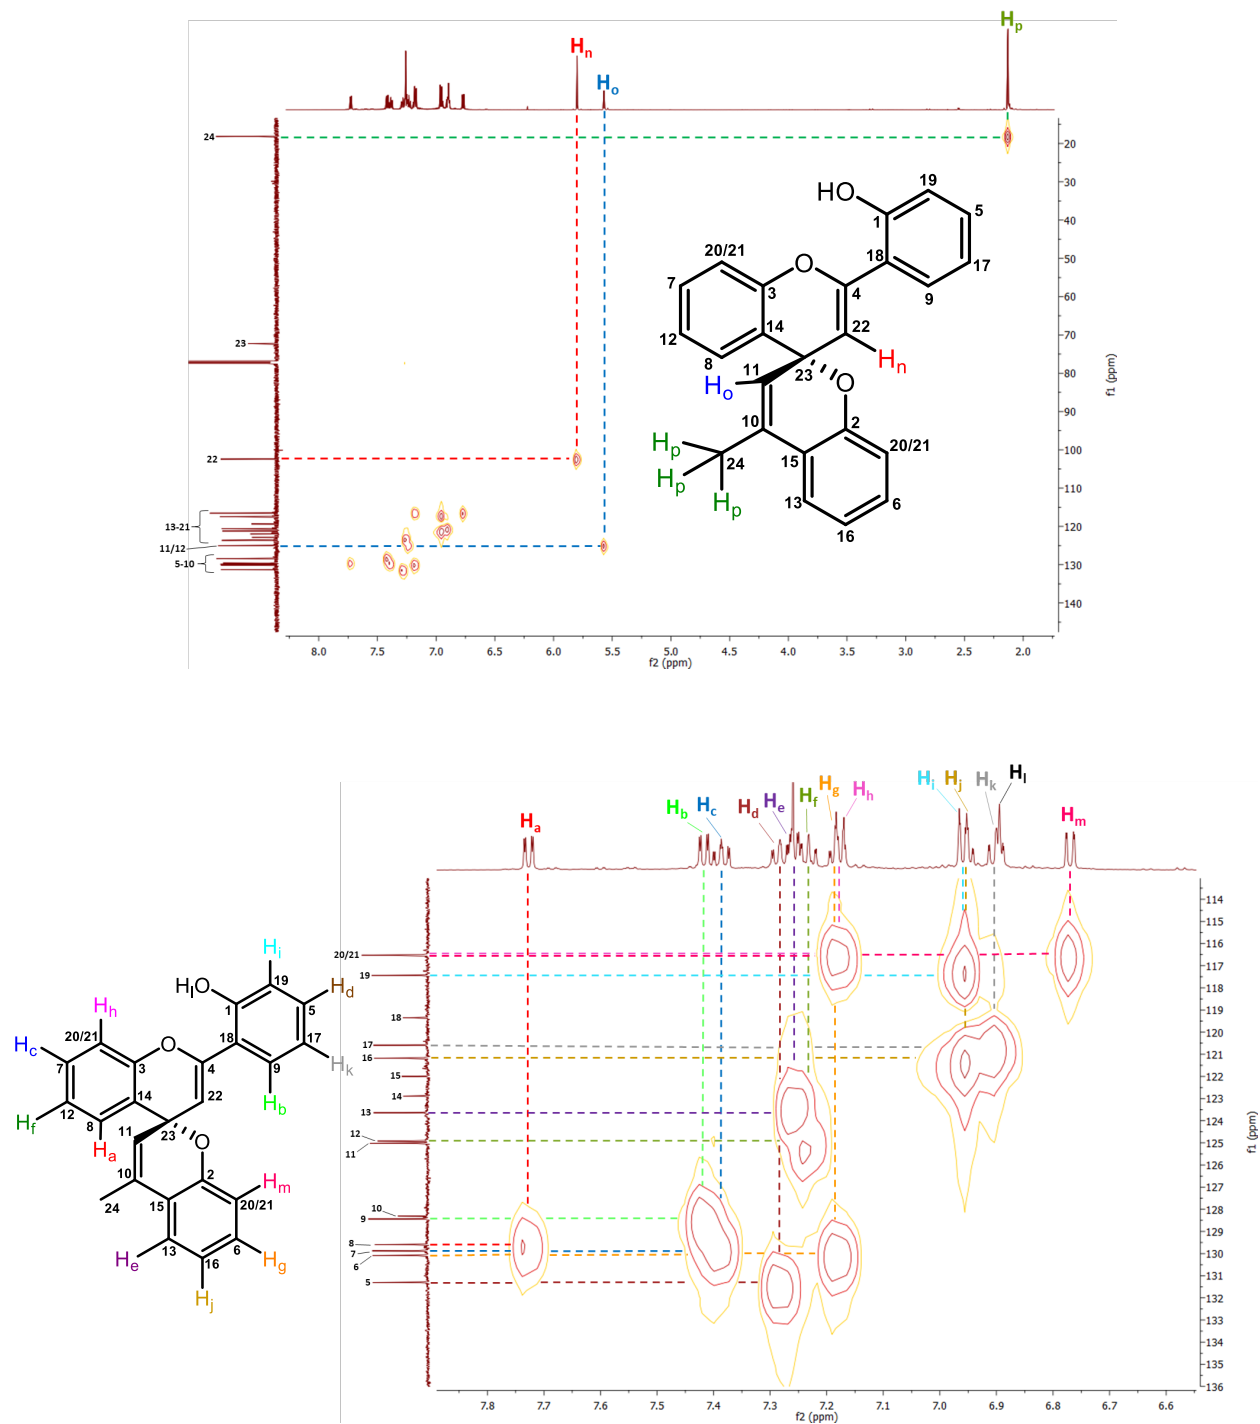 Hp
Hn
Ho
24
20
30
40
50
60
70
80
90
100
110
120
130
140
f1 (ppm)
23
22
13-21
11/12
5-10
HO
19
1
5
20/21
O
18
17
7
3
4
9
14
22
12
8
11
23
Hn
Ho
O
10
2
Hp
24
15
20/21
Hp
13
6
Hp
16
8.0 7.5 7.0 6.5 6.0 5.5 5.0 4.5 4.0 3.5 3.0 2.5 2.0
f2 (ppm)
Ha
Hb
Hc
Hd
He
Hf
Hg
Hh
Hi
Hj
Hk
Hl
Hm
20/21
19
18
17
16
15
14
13
12
11
10
9
8
7
6
5
114
115
116
117
118
119
120
121
122
123
124
125
126
127
128
129
130
131
132
133
134
135
136
f1 (ppm)
Hi
HlO
19
Hd
1
5
Hh
20/21
O
18
17
Hc
7
3
4
9
Hk
14
22
Hb
Hf
12
8
11
23
O
Ha
10
2
Hm
24
15
20/21
13
6
He
16
Hg
Hj
7.8 7.7 7.6 7.5 7.4 7.3 7.2 7.1 7.0 6.9 6.8 6.7 6.6
f2 (ppm)